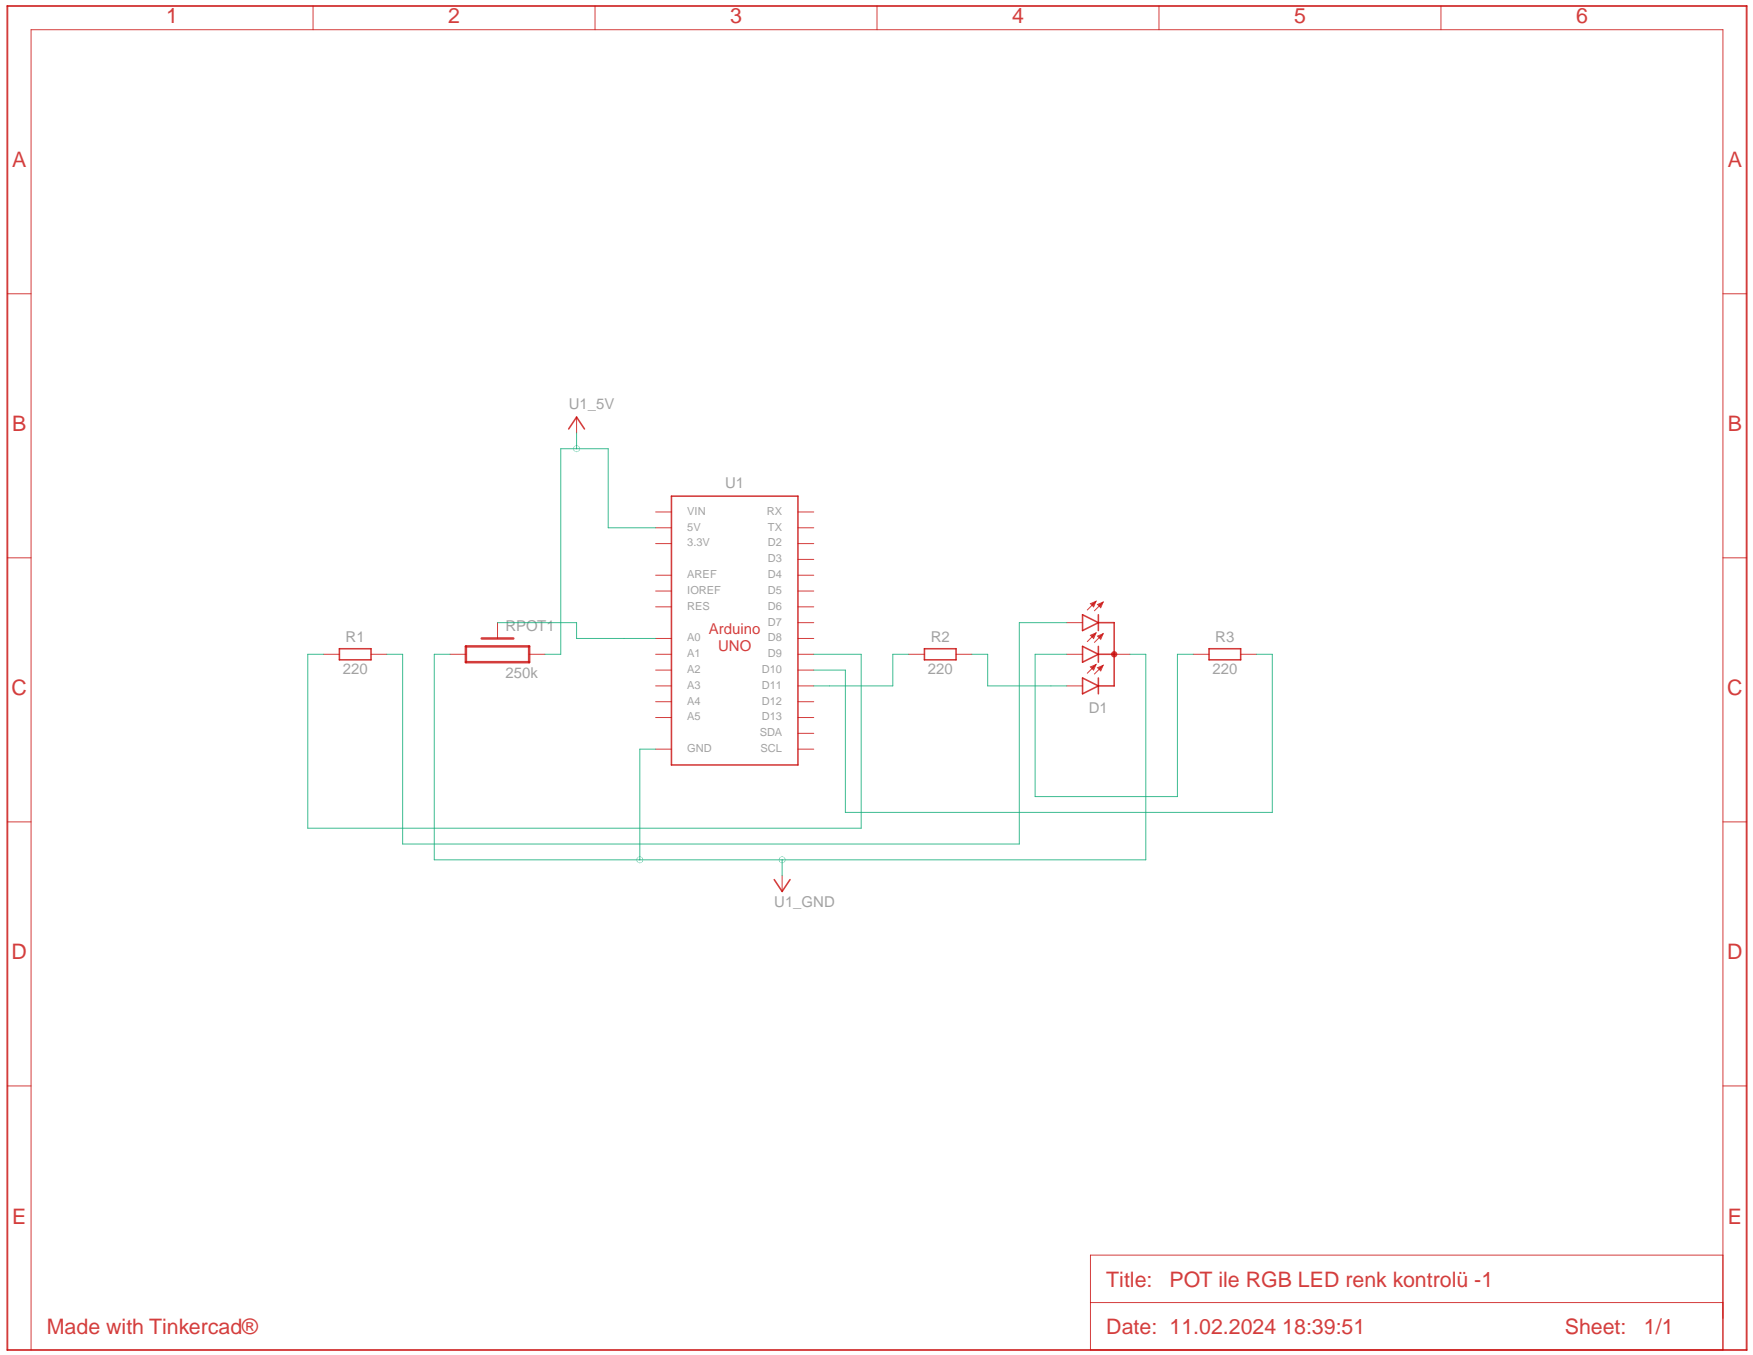 1 2 3 4 5 6
A A
B B
U1_5V
U1
VIN RX
5V TX
3.3V D2
D3
AREF D4
IOREF D5
RES D6
D7
RPOT1
A0 Arduino D8
R1 R2 R3
UNO
A1 D9
220 250k A2 D10 220 220
C A3 D11 C
A4 D12
D1
A5 D13
SDA
GND SCL
U1_GND
D D
E E
Title: POT ile RGB LED renk kontrolü -1
Made with Tinkercad® Date: 11.02.2024 18:39:51 Sheet: 1/1